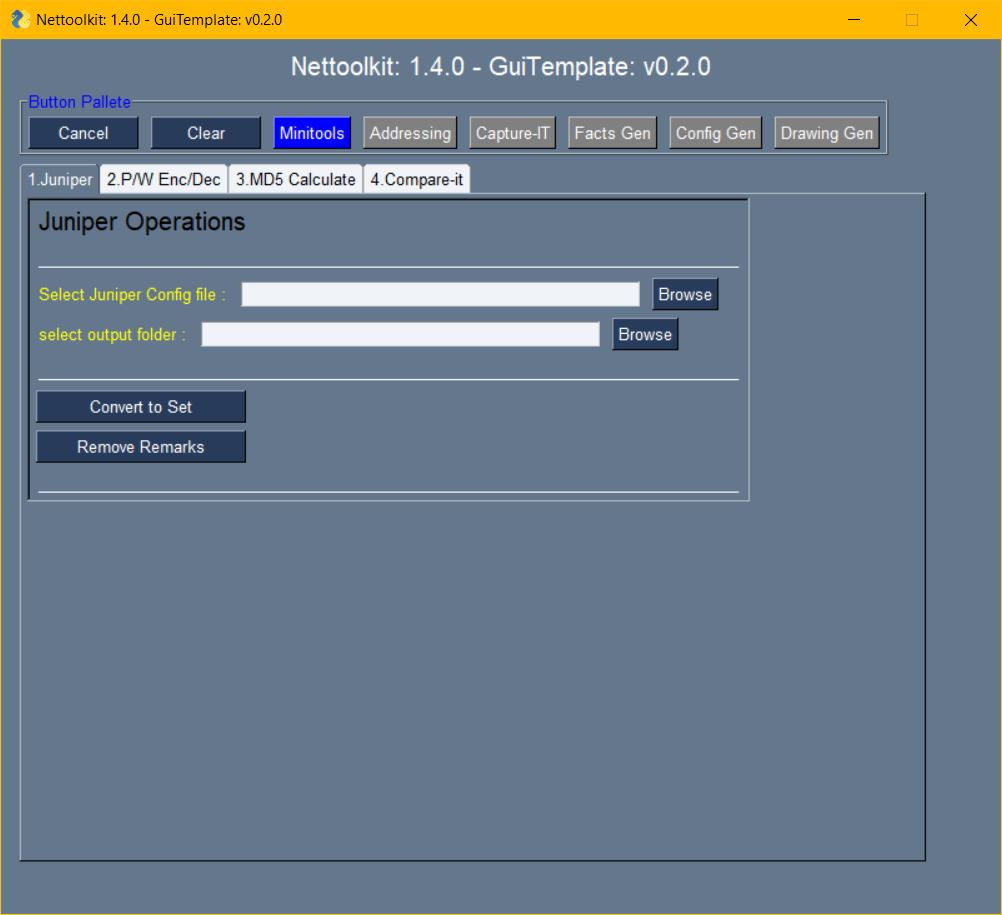 Nettoolkit: 1.4.0 - GuiTemplate: v0.2.0
Nettoolkit: 1.4.0 - GuiTemplate: v0.2.0
Button Pallete
Cancel Clear Minitools Addressing Capture-IT Facts Gen Config Gen Drawing Gen
1.Juniper 2.P/W Enc/Dec 3.MD5 Calculate 4.Compare-it
Juniper Operations
Select Juniper Config file : Browse
select output folder : Browse
Convert to Set
Remove Remarks